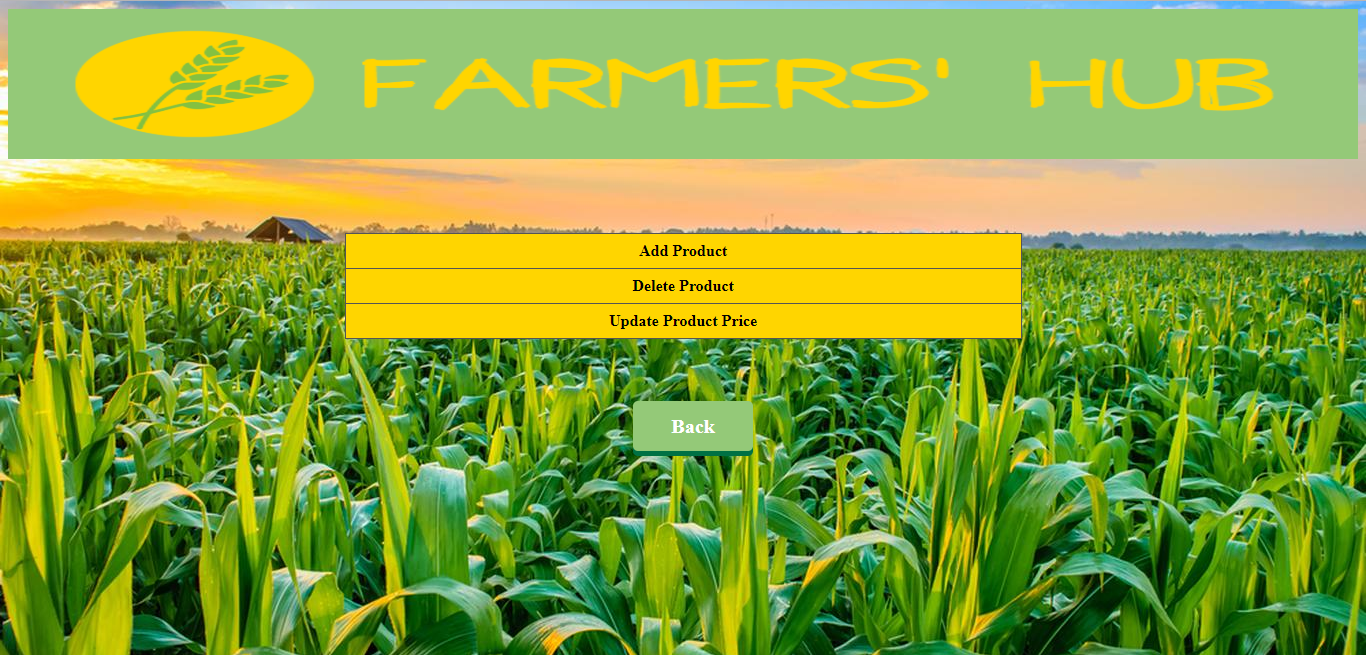 FARMERS' HUB
Add Product
Delete Product
Update Product Price
Back